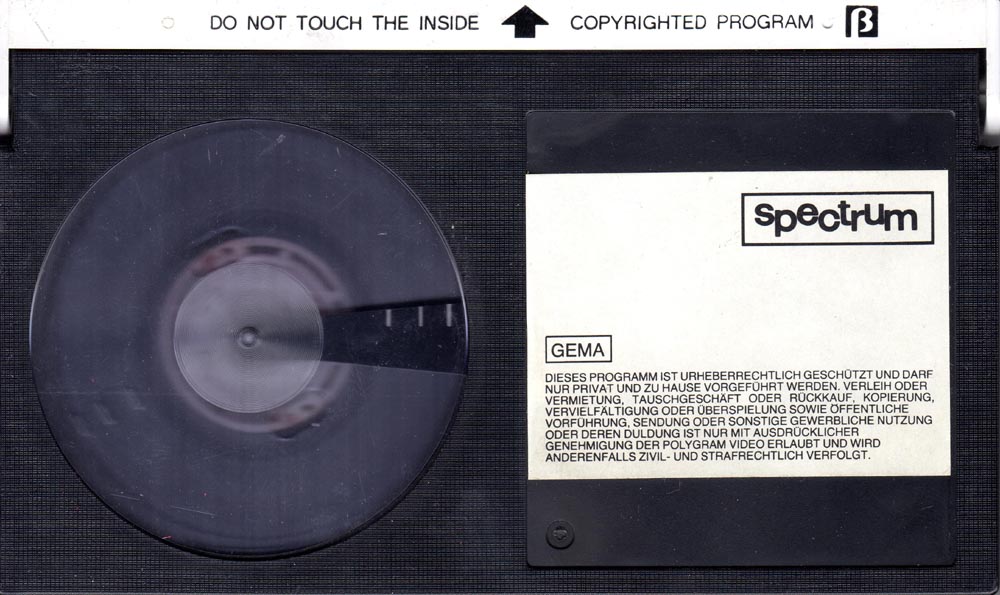 DO NOT TOUCH THE INSIDE COPYRIGHTED PROGRAM β
spectrum
GEMA
DIESES PROGRAMM IST URHEBERRECHTLICH GESCHÜTZT UND DARF
NUR PRIVAT UND ZU HAUSE VORGEFÜHRT WERDEN. VERLEIH ODER
VERMIETUNG, TAUSCHGESCHÄFT ODER RÜCKKAUF, KOPIERUNG,
VERVIELFÄLTIGUNG ODER ÜBERSPIELUNG SOWIE ÖFFENTLICHE
VORFÜHRUNG, SENDUNG ODER SONSTIGE GEWERBLICHE NUTZUNG
ODER DEREN DULDUNG IST NUR MIT AUSDRÜCKLICHER
GENEHMIGUNG DER POLYGRAM VIDEO ERLAUBT UND WIRD
ANDERENFALLS ZIVIL- UND STRAFRECHTLICH VERFOLGT.